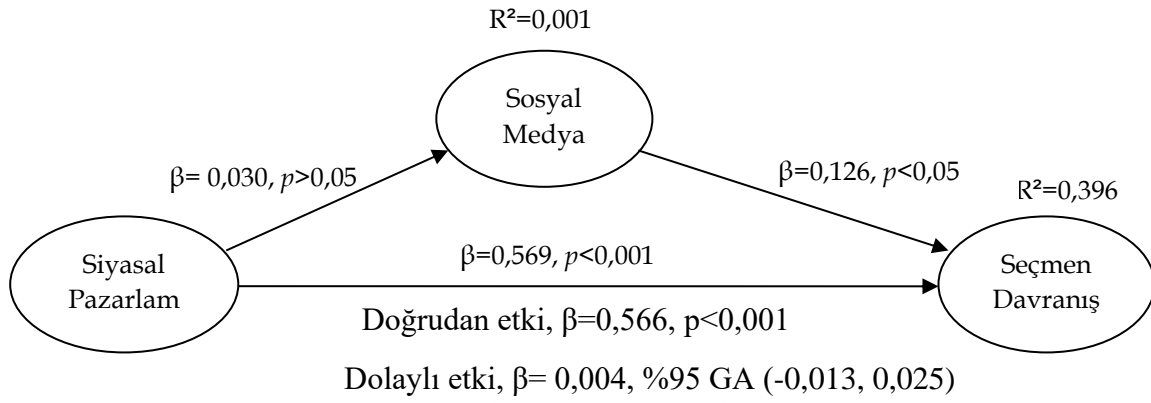 R²=0,001
Sosyal
Medya
β= 0,030, p>0,05
β=0,126, p<0,05
R²=0,396
Siyasal
Pazarlam
β=0,569, p<0,001
Seçmen
Davranış
Doğrudan etki, β=0,566, p<0,001
Dolaylı etki, β= 0,004, %95 GA (-0,013, 0,025)